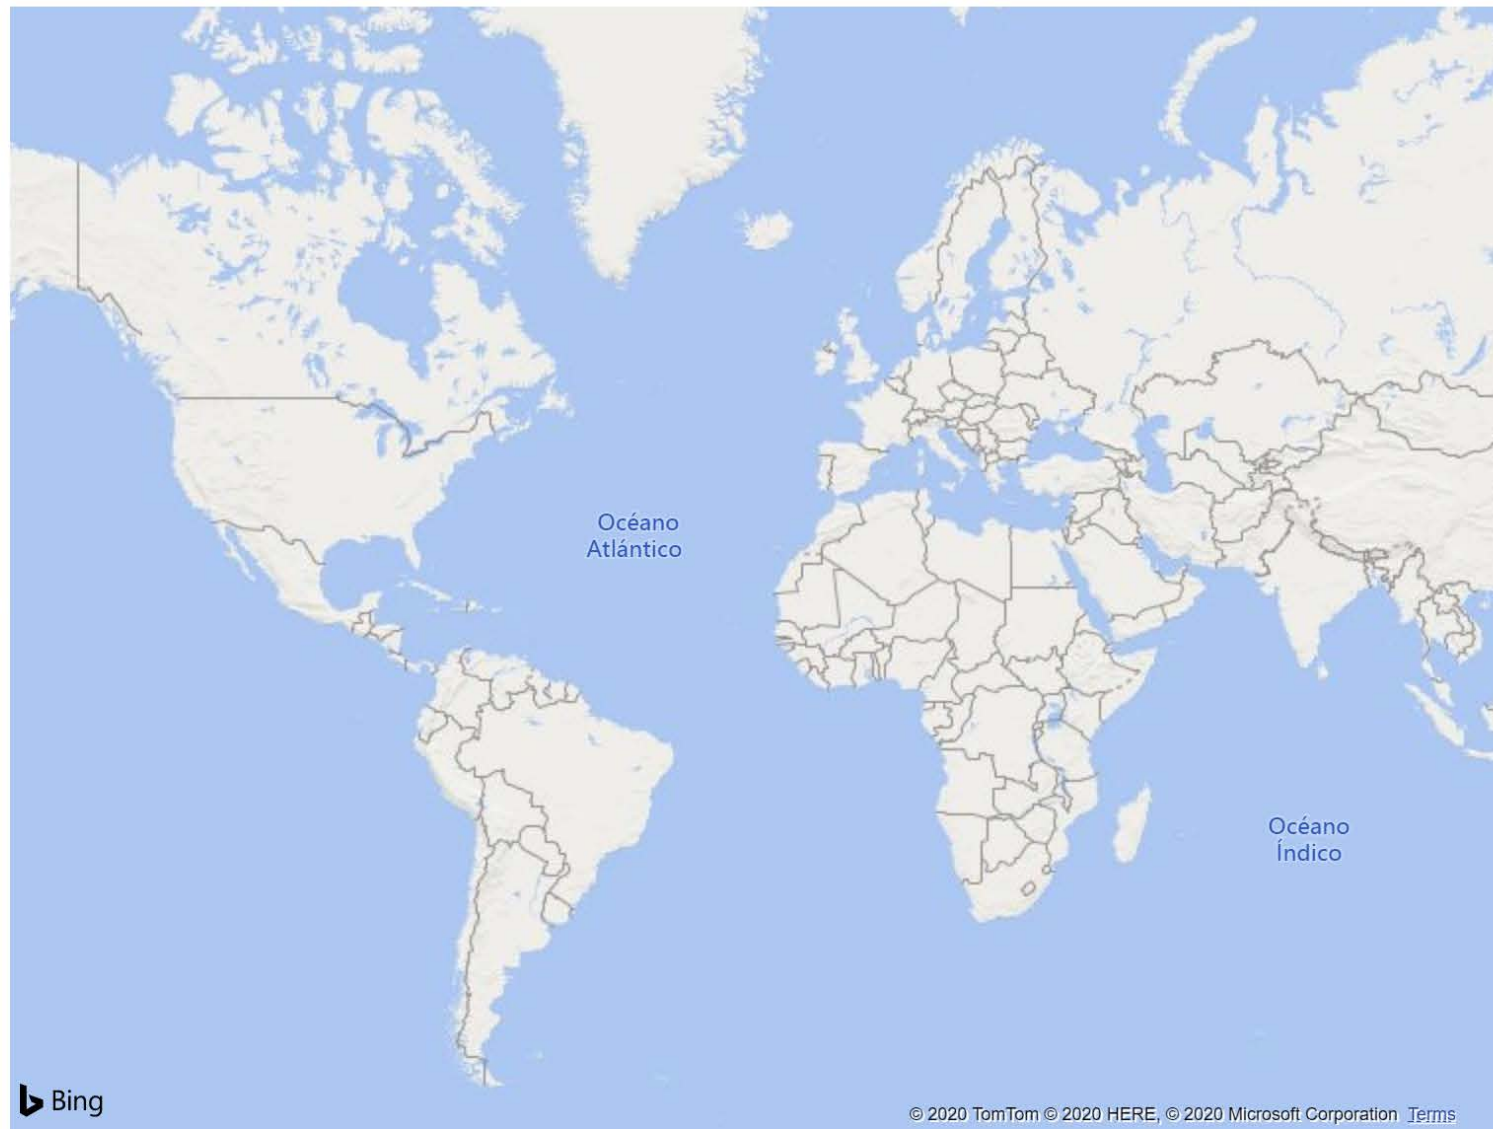 Océano
Atlántico
Océano
Índico
Bing
© 2020 TomTom © 2020 HERE, © 2020 Microsoft Corporation Terms